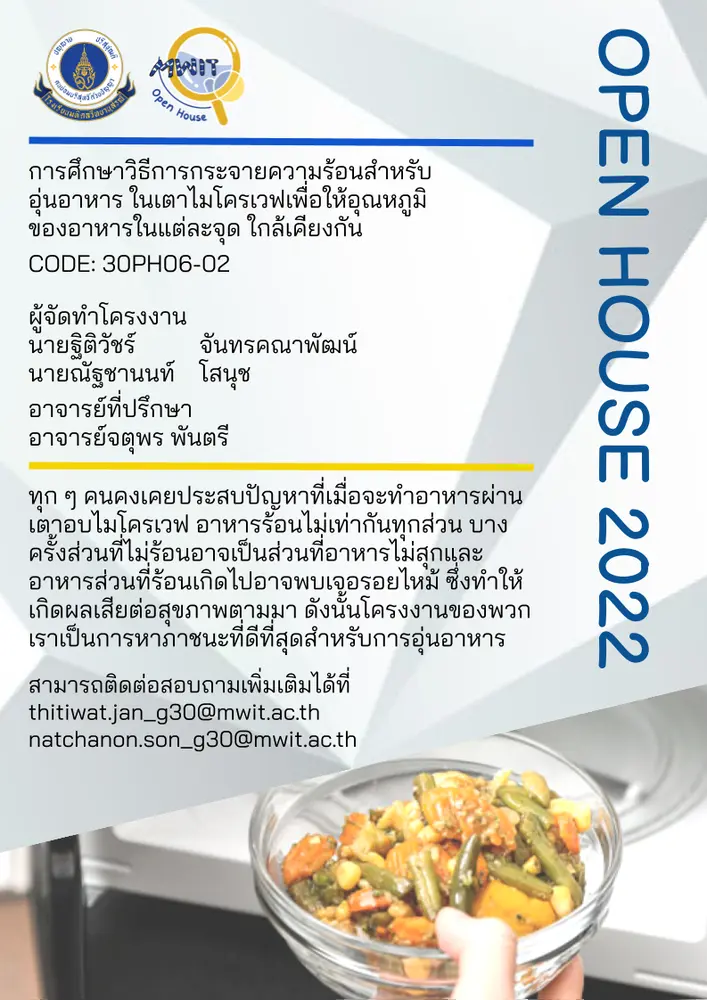 MWIT
Open House
โรงเรียนมหิดลวิทยานุสรณ์
OPEN HOUSE 2022
การศึกษาวิธีการกระจายความร้อนสำหรับ
อุ่นอาหาร ในเตาไมโครเวฟเพื่อให้อุณหภูมิ
ของอาหารในแต่ละจุด ใกล้เคียงกัน
CODE: 30PH06-02
ผู้จัดทำโครงงาน
นายฐิติวัชร์ จันทรคณาพัฒน์
นายณัฐชานนท์ โสนุช
อาจารย์ที่ปรึกษา
อาจารย์จตุพร พันตรี
ทุก ๆ คนคงเคยประสบปัญหาที่เมื่อจะทำอาหารผ่าน
เตาอบไมโครเวฟ อาหารร้อนไม่เท่ากันทุกส่วน บาง
ครั้งส่วนที่ไม่ร้อนอาจเป็นส่วนที่อาหารไม่สุกและ
อาหารส่วนที่ร้อนเกิดไปอาจพบเจอรอยไหม้ ซึ่งทำให้
เกิดผลเสียต่อสุขภาพตามมา ดังนั้นโครงงานของพวก
เราเป็นการหาภาชนะที่ดีที่สุดสำหรับการอุ่นอาหาร
สามารถติดต่อสอบถามเพิ่มเติมได้ที่
thitiwat.jan_g30@mwit.ac.th
natchanon.son_g30@mwit.ac.th